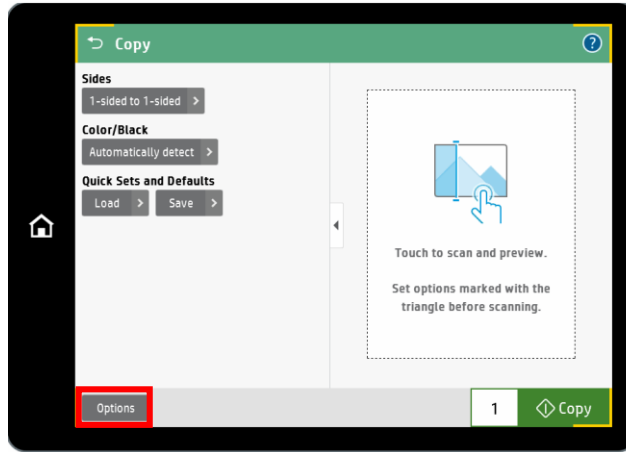 Copy
?
Sides
1-sided to 1-sided >
Color/Black
Automatically detect >
Quick Sets and Defaults
Load > Save >
Touch to scan and preview.
Set options marked with the
triangle before scanning.
Options
1
Copy